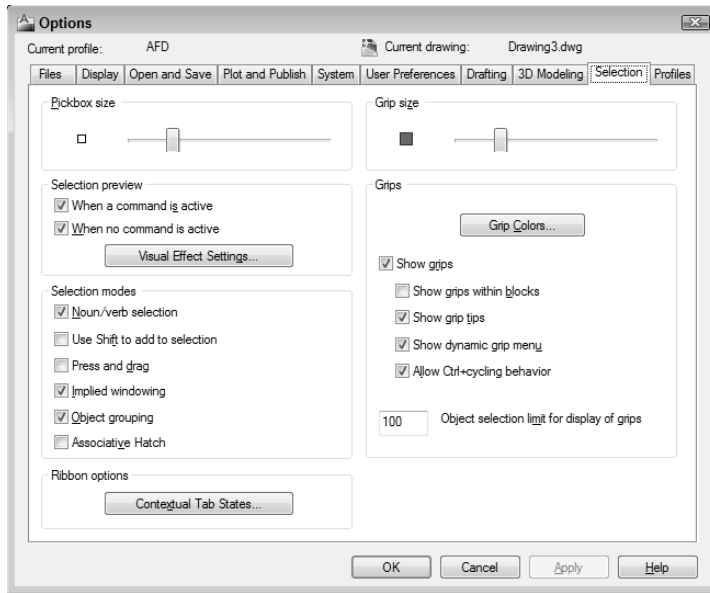 Options
Current profile: AFD Current drawing: Drawing3.dwg
Files Display Open and Save Plot and Publish System User Preferences Drafting 3D Modeling Selection Profiles
Pickbox size
Grip size
Selection preview
When a command is active
When no command is active
Visual Effect Settings...
Selection modes
Noun/verb selection
Use Shift to add to selection
Press and drag
Implied windowing
Object grouping
Associative Hatch
Ribbon options
Contextual Tab States...
Grips
Grip Colors...
Show grips
Show grips within blocks
Show grip tips
Show dynamic grip menu
Allow Ctrl+cycling behavior
100 Object selection limit for display of grips
OK Cancel Apply Help